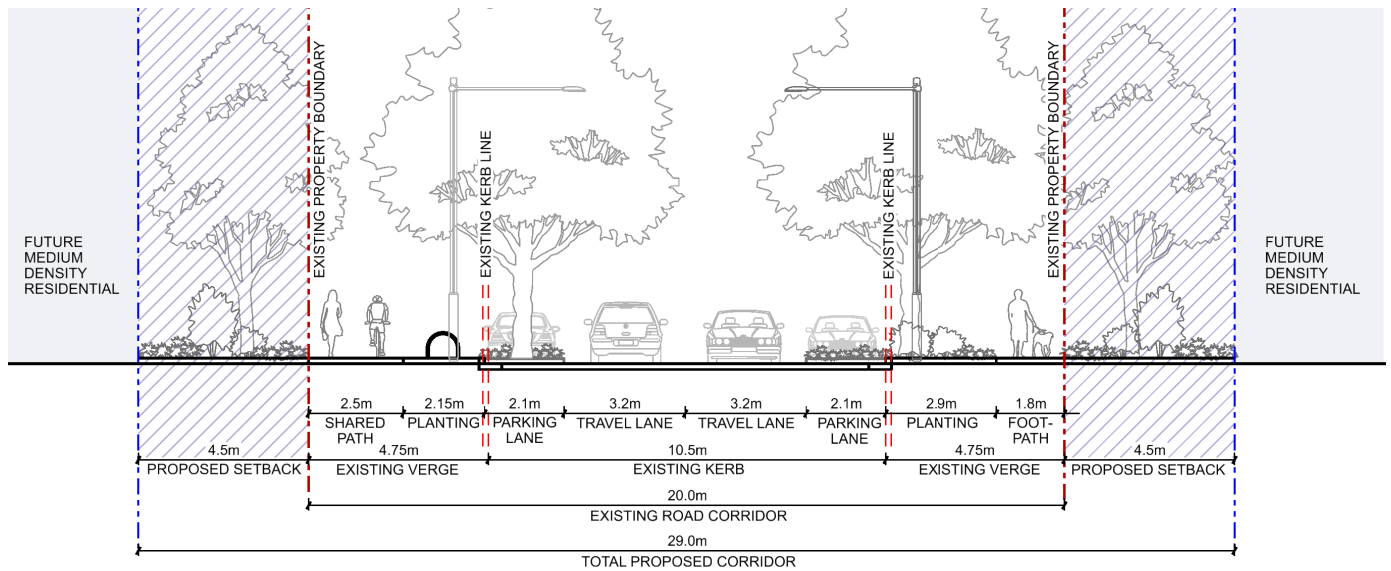 EXISTING PROPERTY BOUNDARY
EXISTING KERB LINE
EXISTING KERB LINE
EXISTING PROPERTY BOUNDARY
FUTURE
MEDIUM
DENSITY
RESIDENTIAL
FUTURE
MEDIUM
DENSITY
RESIDENTIAL
2.5m
SHARED
PATH
2.15m
PLANTING
2.1m
PARKING
LANE
3.2m
TRAVEL LANE
3.2m
TRAVEL LANE
2.1m
PARKING
LANE
2.9m
PLANTING
1.8m
FOOT-
PATH
4.5m
PROPOSED SETBACK
4.75m
EXISTING VERGE
10.5m
EXISTING KERB
4.75m
EXISTING VERGE
4.5m
PROPOSED SETBACK
20.0m
EXISTING ROAD CORRIDOR
29.0m
TOTAL PROPOSED CORRIDOR